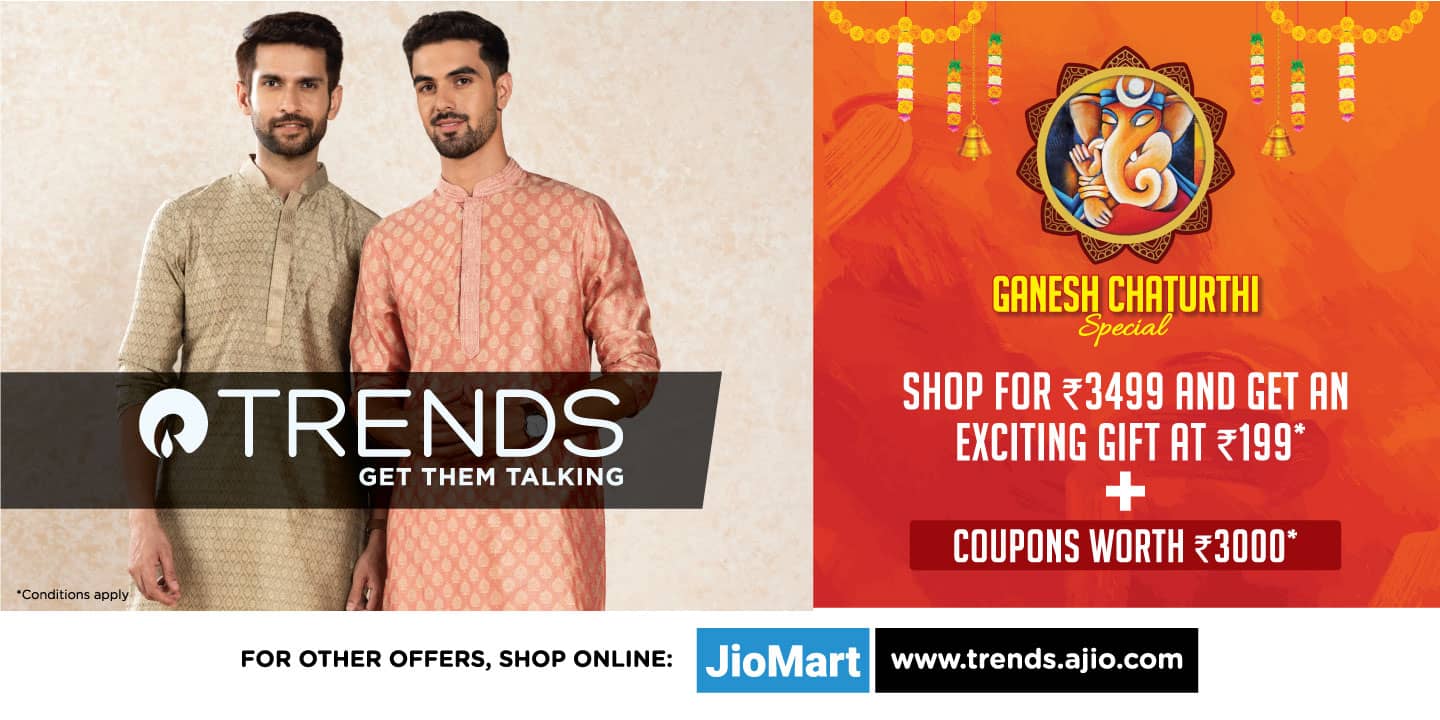 TRENDS
GET THEM TALKING
*Conditions apply
GANESH CHATURTHI
Special
SHOP FOR ₹3499 AND GET AN
EXCITING GIFT AT ₹199*
+
COUPONS WORTH ₹3000*
FOR OTHER OFFERS, SHOP ONLINE: JioMart www.trends.ajio.com